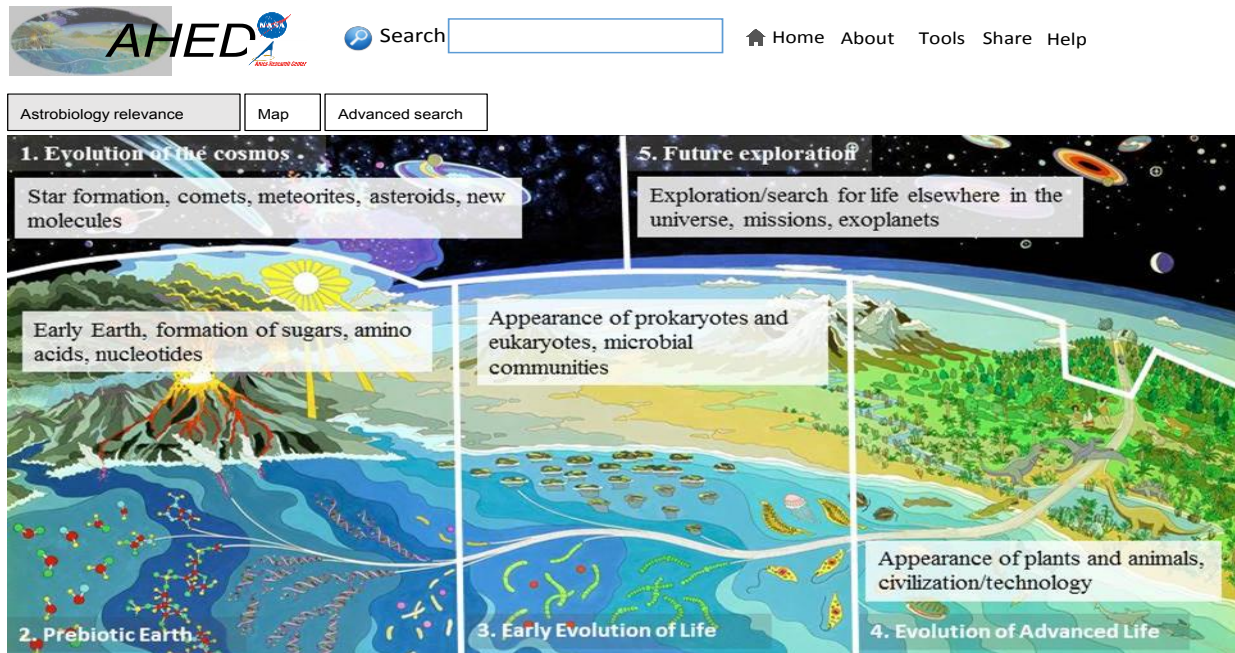 AHED
NASA
Ames Research Center
Search
Home About Tools Share Help
Astrobiology relevance
Map
Advanced search
1. Evolution of the cosmos
Star formation, comets, meteorites, asteroids, new
molecules
5. Future exploration
Exploration/search for life elsewhere in the
universe, missions, exoplanets
Early Earth, formation of sugars, amino
acids, nucleotides
2. Prebiotic Earth
Appearance of prokaryotes and
eukaryotes, microbial
communities
3. Early Evolution of Life
Appearance of plants and animals,
civilization/technology
4. Evolution of Advanced Life